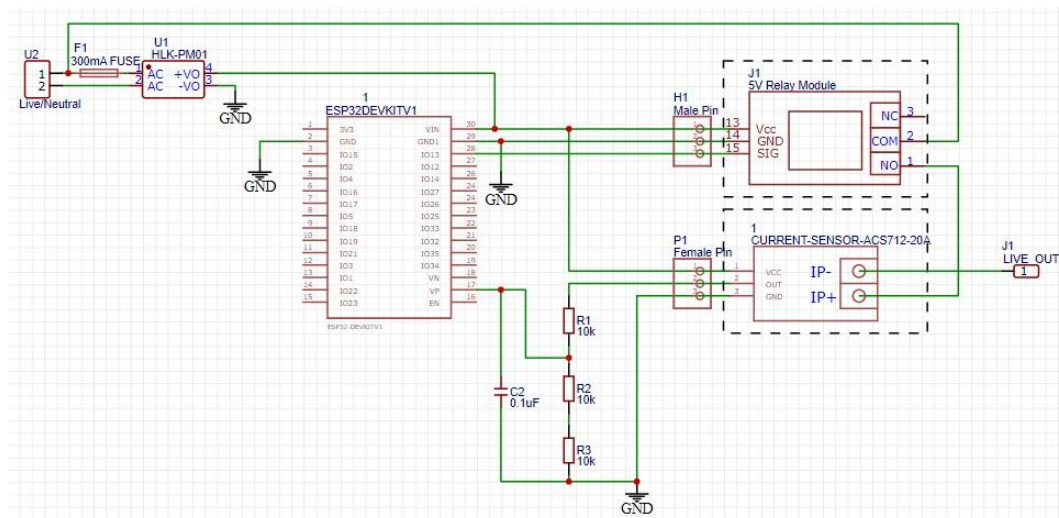 U2
1
2
Live/Neutral
F1
300mA FUSE
U1
HLK-PM01
1 AC +VO 4
2 AC -VO 3
GND
1
ESP32DEVKITV1
1 3V3 VIN 30
2 GND GND1 29
3 IO15 IO13 28
4 IO2 IO12 27
5 IO4 IO14 26
6 IO16 IO27 25
7 IO17 IO26 24
8 IO5 IO25 23
9 IO18 IO33 22
10 IO19 IO32 21
11 IO21 IO35 20
12 IO3 IO34 19
13 IO1 VN 18
14 IO22 VP 17
15 IO23 EN 16
ESP32-DEVKITV1
GND
GND
H1
Male Pin
1
2
3
J1
5V Relay Module
13 Vcc
14 GND
15 SIG
NC 3
COM 2
NO 1
P1
Female Pin
1
2
3
1
CURRENT-SENSOR-ACS712-20A
1 VCC
2 OUT
3 GND
IP-
IP+
J1
LIVE_OUT
1
R1
10k
R2
10k
R3
10k
C2
0.1uF
GND